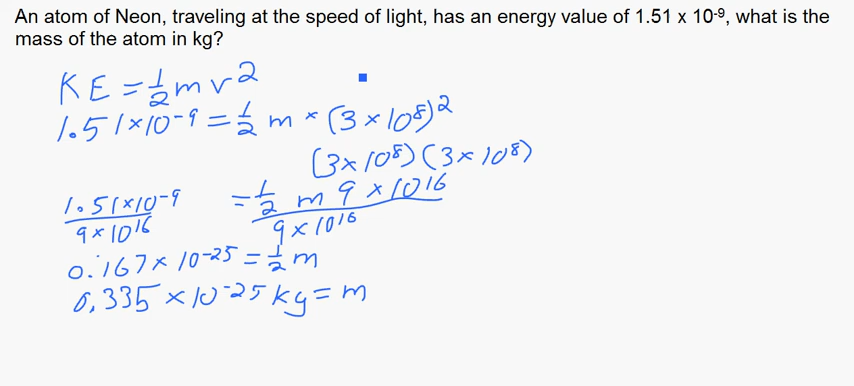 An atom of Neon, traveling at the speed of light, has an energy value of 1.51 x 10⁻⁹, what is the
mass of the atom in kg?
KE = ½ m v²
1.51 × 10⁻⁹ = ½ m × (3 × 10⁸)²
(3 × 10⁸)(3 × 10⁸)
1.51 × 10⁻⁹ / 9 × 10¹⁶ = ½ m 9 × 10¹⁶ / 9 × 10¹⁶
0.167 × 10⁻²⁵ = ½ m
0.335 × 10⁻²⁵ kg = m